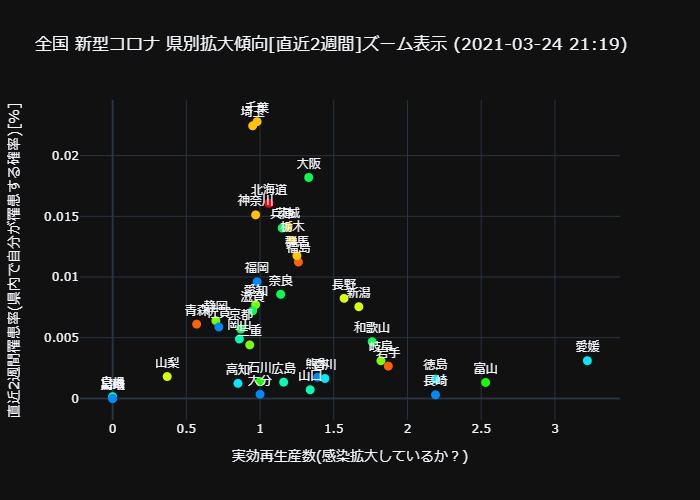 全国 新型コロナ 県別拡大傾向[直近2週間]ズーム表示 (2021-03-24 21:19)
直近2週間罹患率(県内で自分が罹患する確率)[%]
0.02
0.015
0.01
0.005
0
千葉
埼玉
大阪
北海道
神奈川
兵庫
茨城
栃木
群馬
福島
福岡
奈良
愛知
滋賀
長野
新潟
青森
静岡
佐賀
京都
岡山
三重
和歌山
岐阜
岩手
愛媛
山梨
高知
石川
広島
大分
山口
熊本
香川
徳島
長崎
富山
0
0.5
1
1.5
2
2.5
3
実効再生産数(感染拡大しているか？)